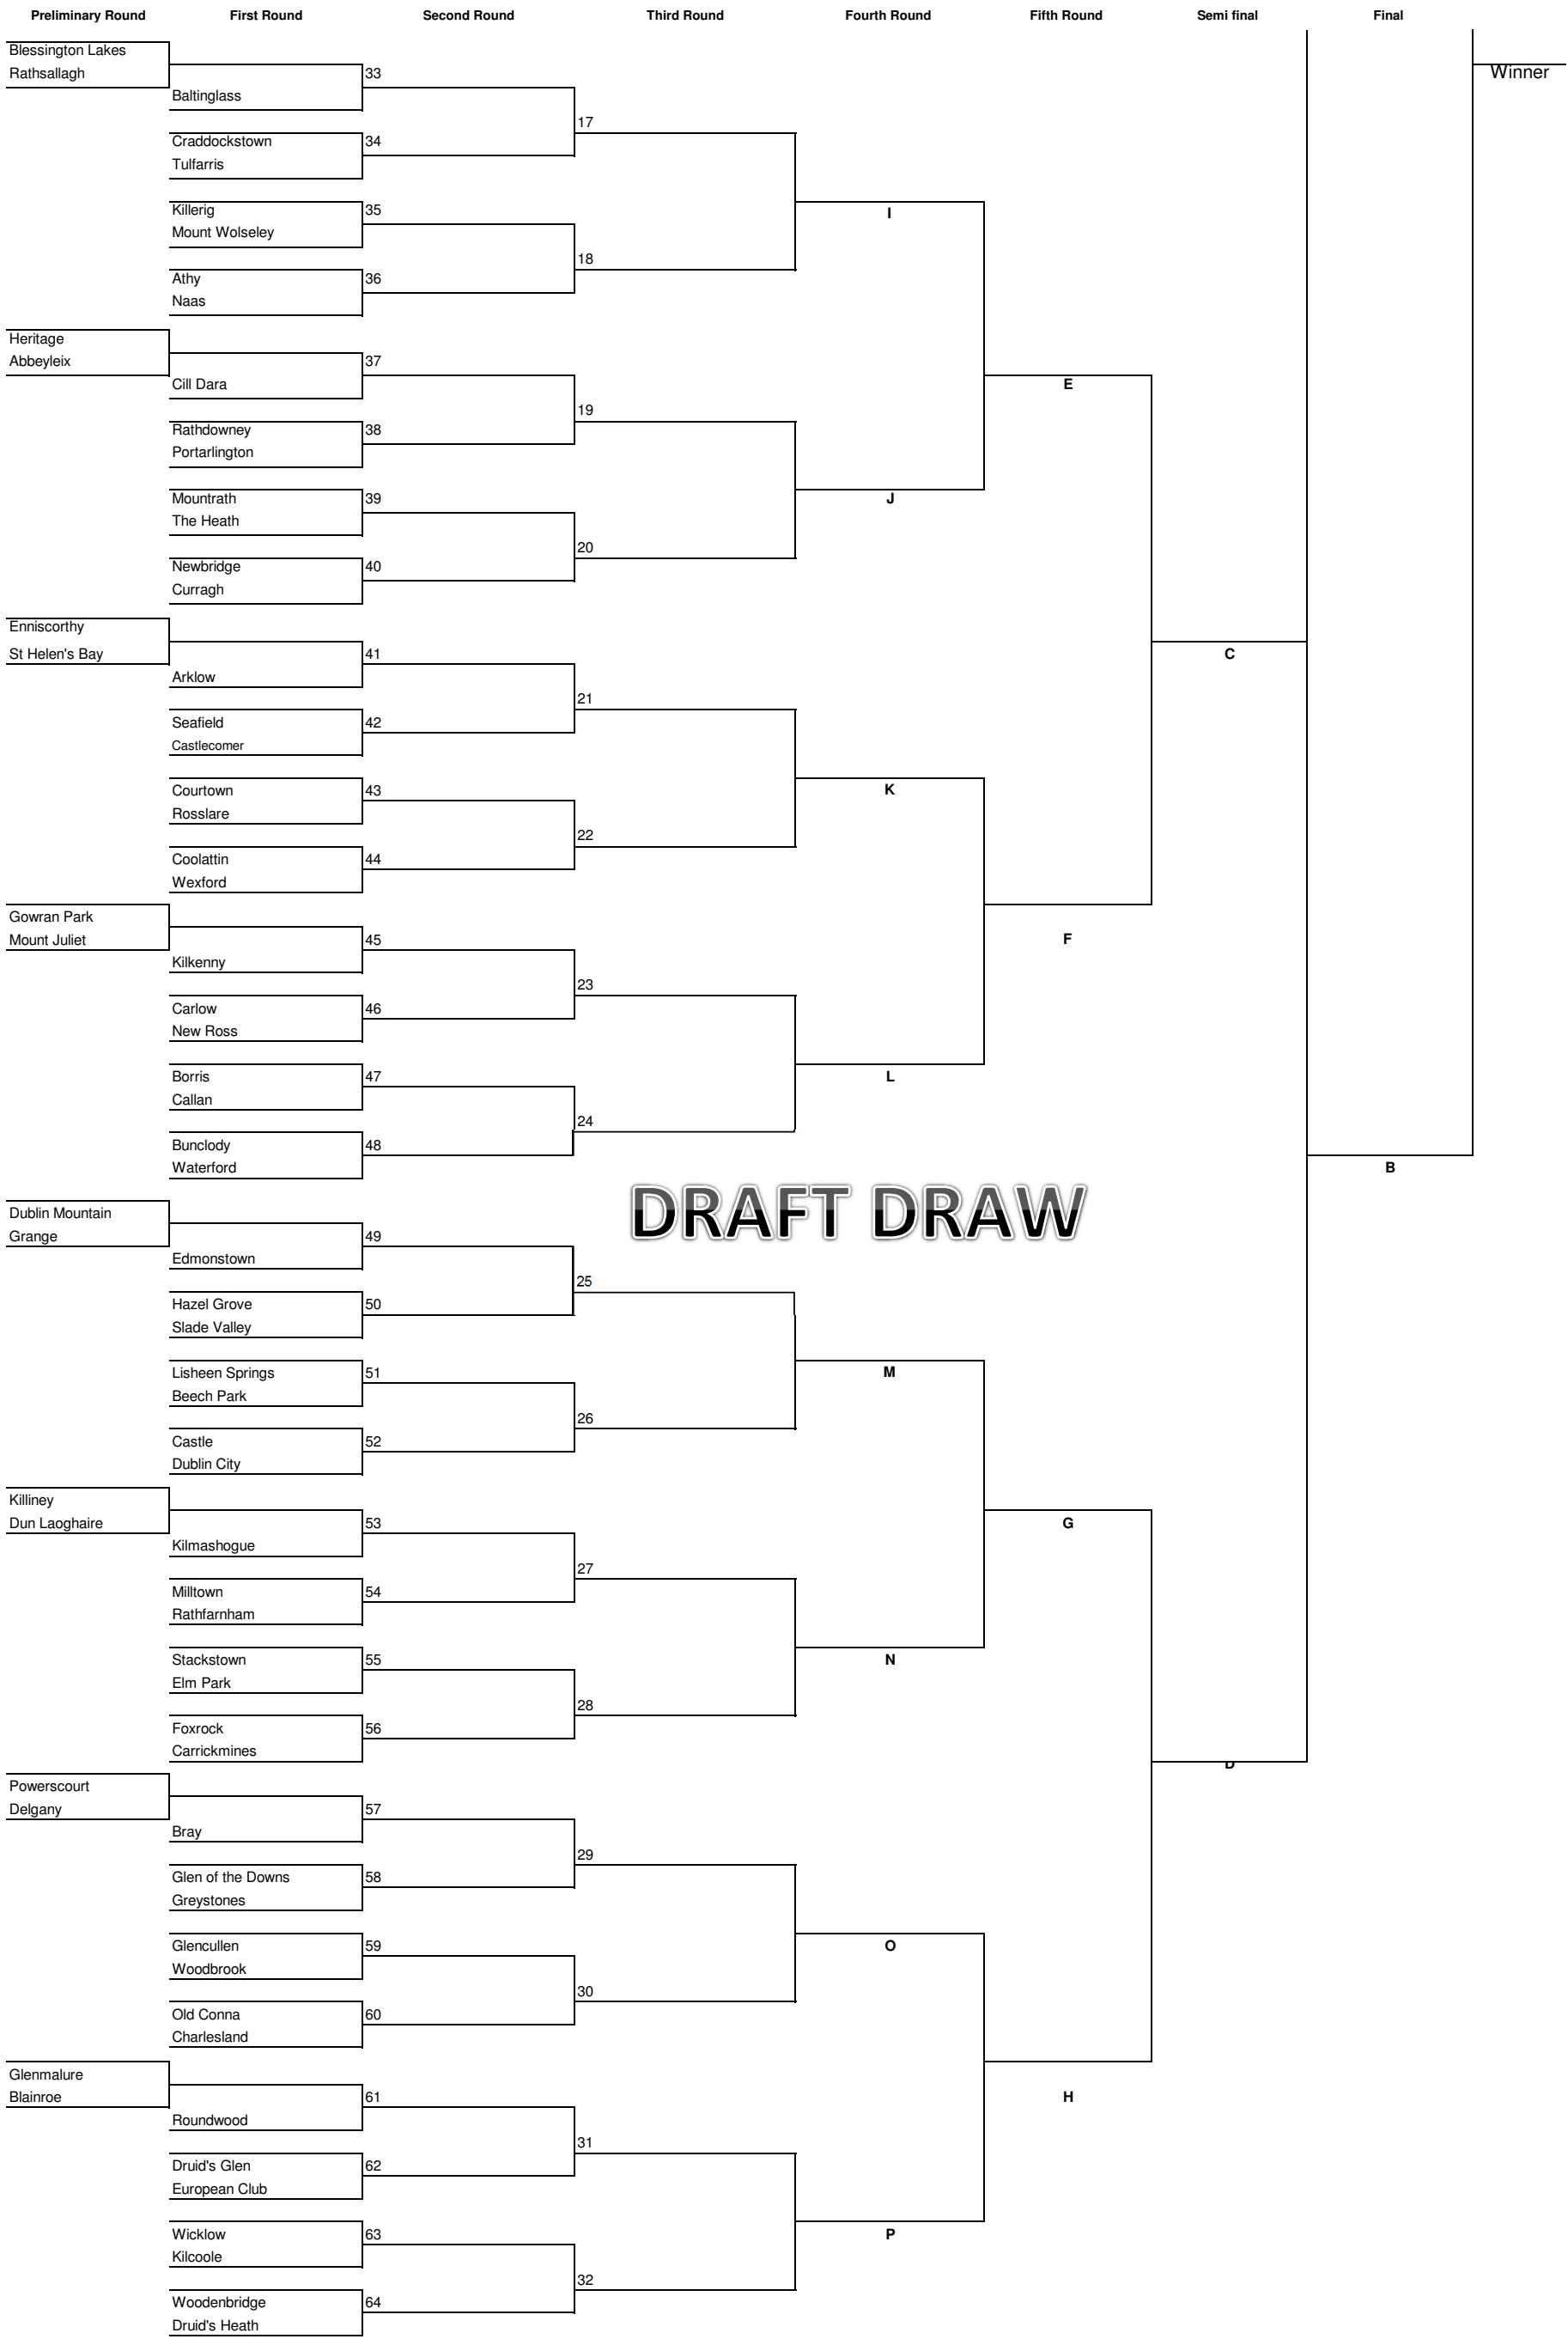 Preliminary Round First Round Second Round Third Round Fourth Round Fifth Round Semi final Final
Blessington Lakes
Rathsallagh 33 Winner
Baltinglass
17
Craddockstown 34
Tulfarris
Killerig 35 I
Mount Wolseley
18
Athy 36
Naas
Heritage
Abbeyleix 37
Cill Dara E
19
Rathdowney 38
Portarlington
Mountrath 39 J
The Heath
20
Newbridge 40
Curragh
Enniscorthy
St Helen's Bay 41 C
Arklow
21
Seafield 42
Castlecomer
Courtown 43 K
Rosslare
22
Coolattin 44
Wexford
Gowran Park
Mount Juliet 45 F
Kilkenny
23
Carlow 46
New Ross
Borris 47 L
Callan
24
Bunclody 48
Waterford B
DRAFT DRAW
Dublin Mountain
Grange 49
Edmonstown
25
Hazel Grove 50
Slade Valley
Lisheen Springs 51 M
Beech Park
26
Castle 52
Dublin City
Killiney
Dun Laoghaire 53 G
Kilmashogue
27
Milltown 54
Rathfarnham
Stackstown 55 N
Elm Park
28
Foxrock 56
Carrickmines
D
Powerscourt
Delgany 57
Bray
29
Glen of the Downs 58
Greystones
Glencullen 59 O
Woodbrook
30
Old Conna 60
Charlesland
Glenmalure
Blainroe 61 H
Roundwood
31
Druid's Glen 62
European Club
Wicklow 63 P
Kilcoole
32
Woodenbridge 64
Druid's Heath